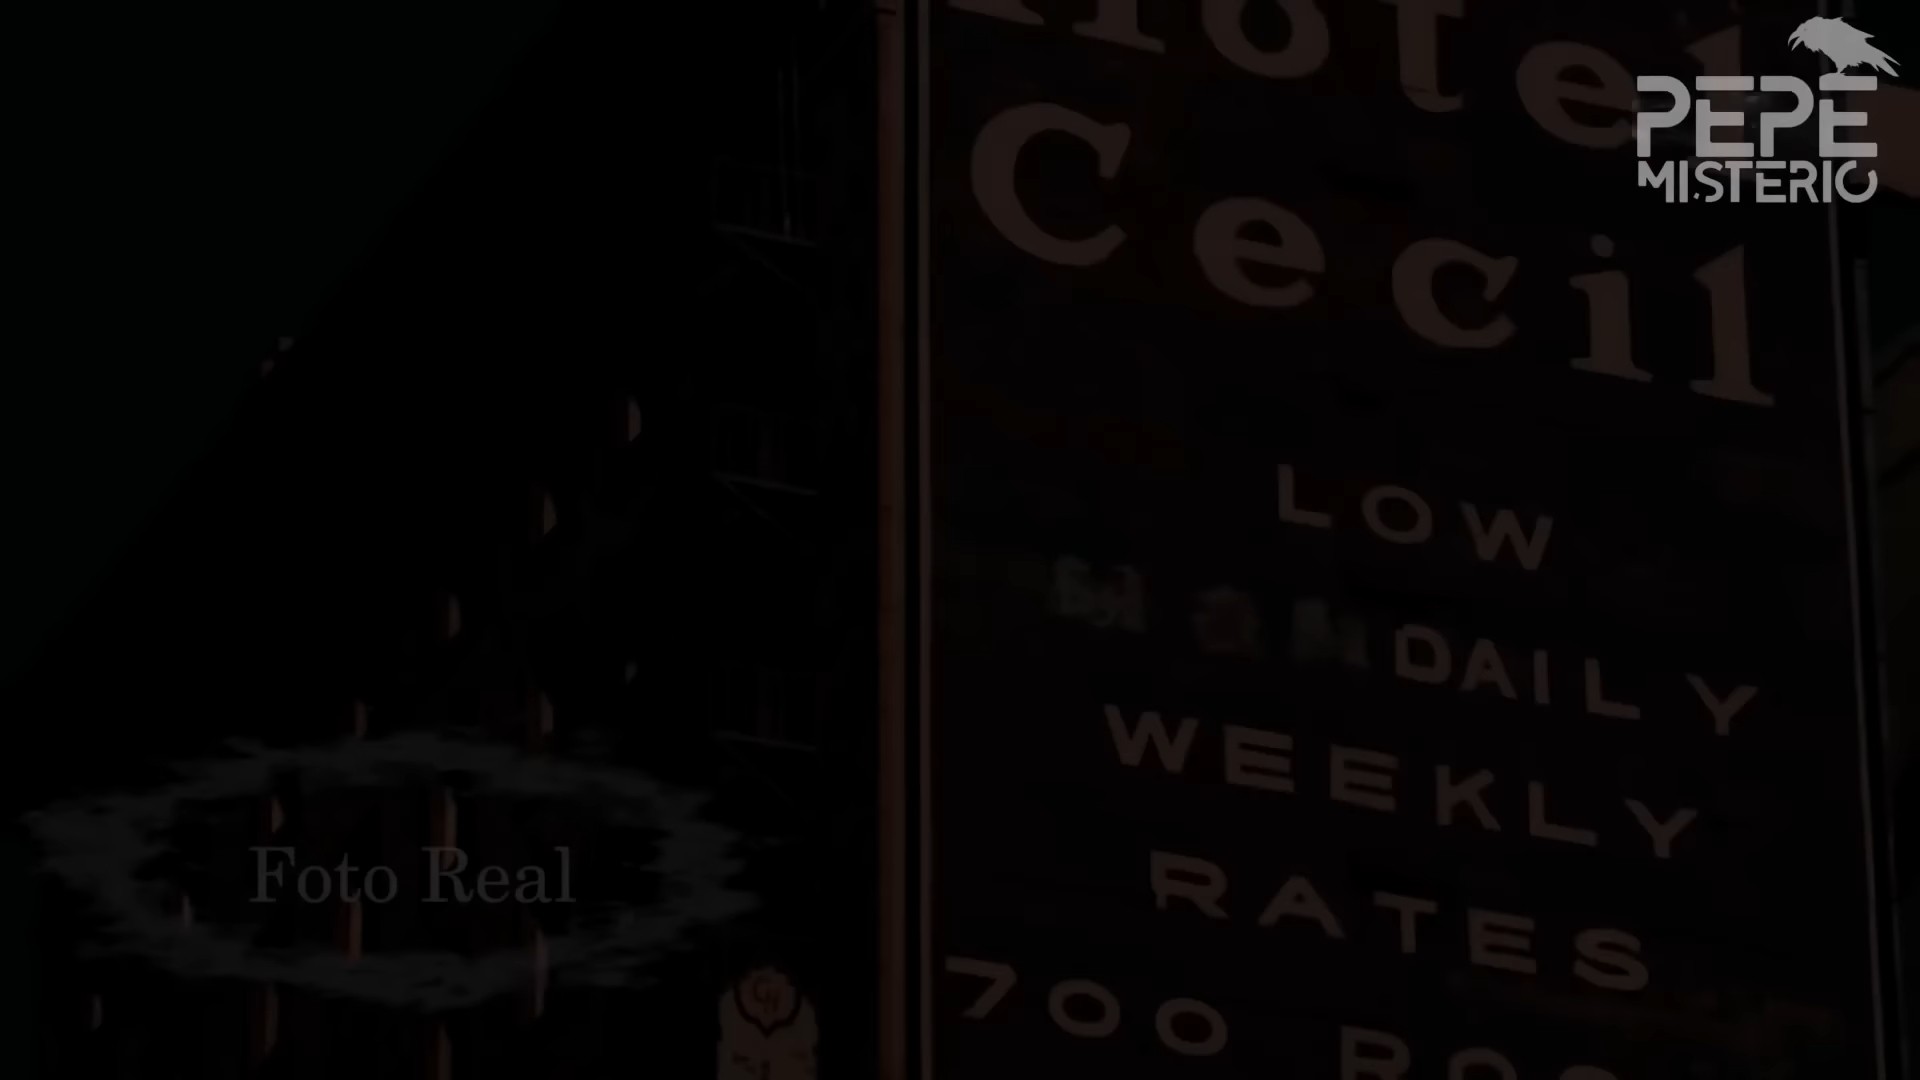 Hotel
Cecil
LOW
DAILY
WEEKLY
RATES
700
Foto Real
PEPE
MISTERIO